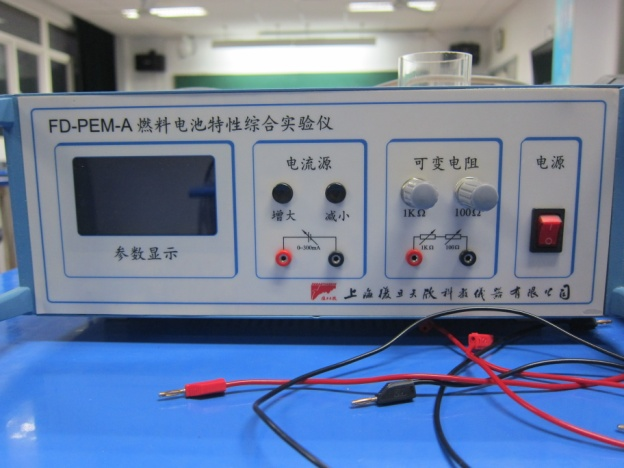 FD-PEM-A 燃料电池特性综合实验仪
参数显示
电流源
增大 减小
0~300mA
可变电阻
1KΩ 100Ω
1KΩ 100Ω
电源
上海复旦天欣科教仪器有限公司